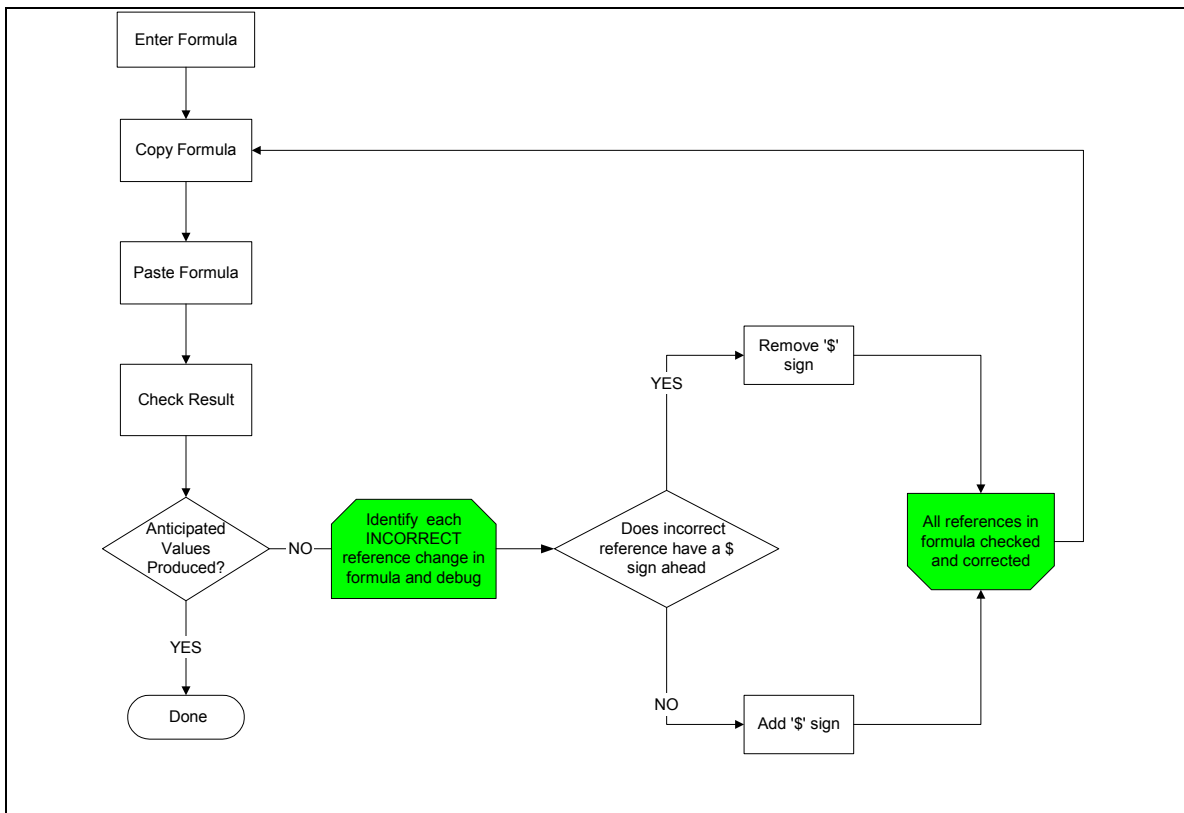 Enter Formula
Copy Formula
Paste Formula
Check Result
Anticipated
Values
Produced?
NO
Identify each
INCORRECT
reference change in
formula and debug
Does incorrect
reference have a $
sign ahead
YES
Remove '$'
sign
NO
Add '$' sign
All references in
formula checked
and corrected
YES
Done